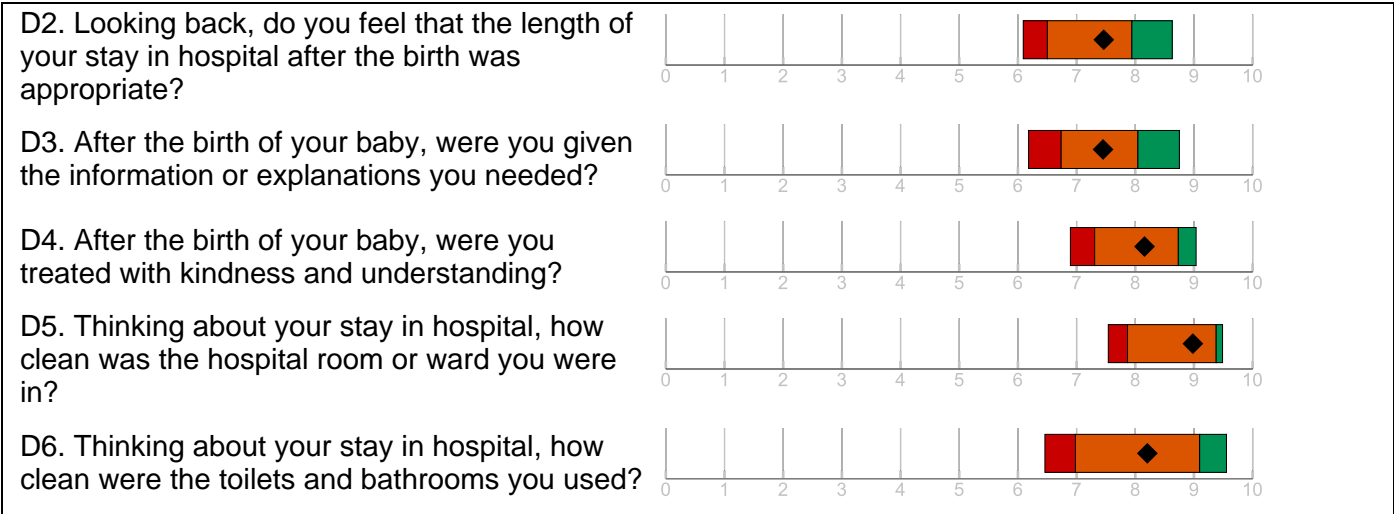 D2. Looking back, do you feel that the length of
your stay in hospital after the birth was
appropriate?
0 1 2 3 4 5 6 7 8 9 10
D3. After the birth of your baby, were you given
the information or explanations you needed?
0 1 2 3 4 5 6 7 8 9 10
D4. After the birth of your baby, were you
treated with kindness and understanding?
0 1 2 3 4 5 6 7 8 9 10
D5. Thinking about your stay in hospital, how
clean was the hospital room or ward you were
in?
0 1 2 3 4 5 6 7 8 9 10
D6. Thinking about your stay in hospital, how
clean were the toilets and bathrooms you used?
0 1 2 3 4 5 6 7 8 9 10